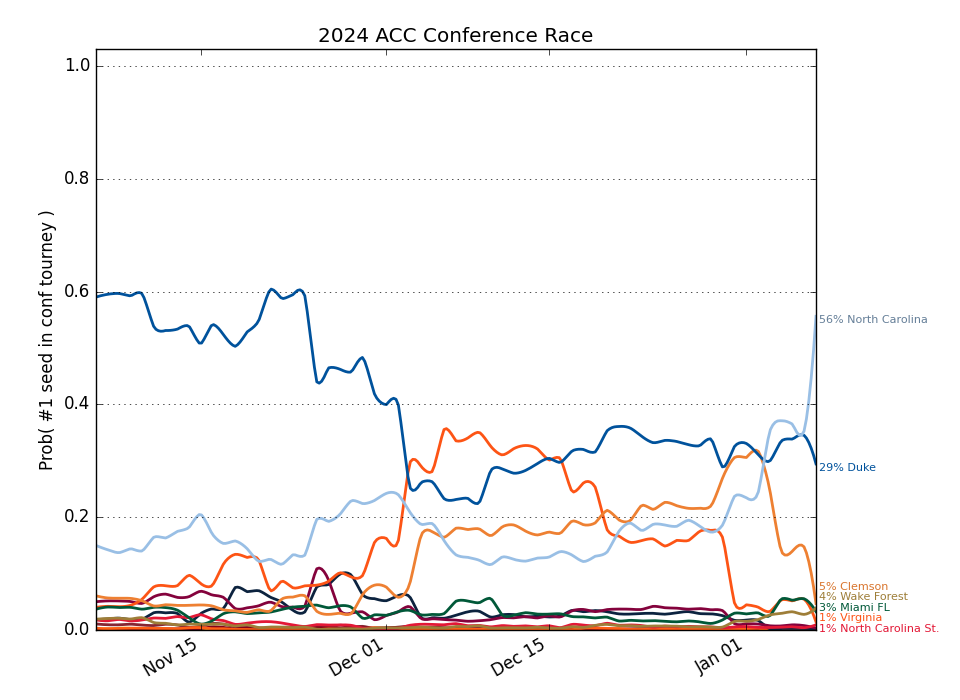 2024 ACC Conference Race
Prob( #1 seed in conf tourney )
1.0
0.8
0.6
0.4
0.2
0.0
Nov 15
Dec 01
Dec 15
Jan 01
56% North Carolina
29% Duke
5% Clemson
4% Wake Forest
3% Miami FL
1% Virginia
1% North Carolina St.